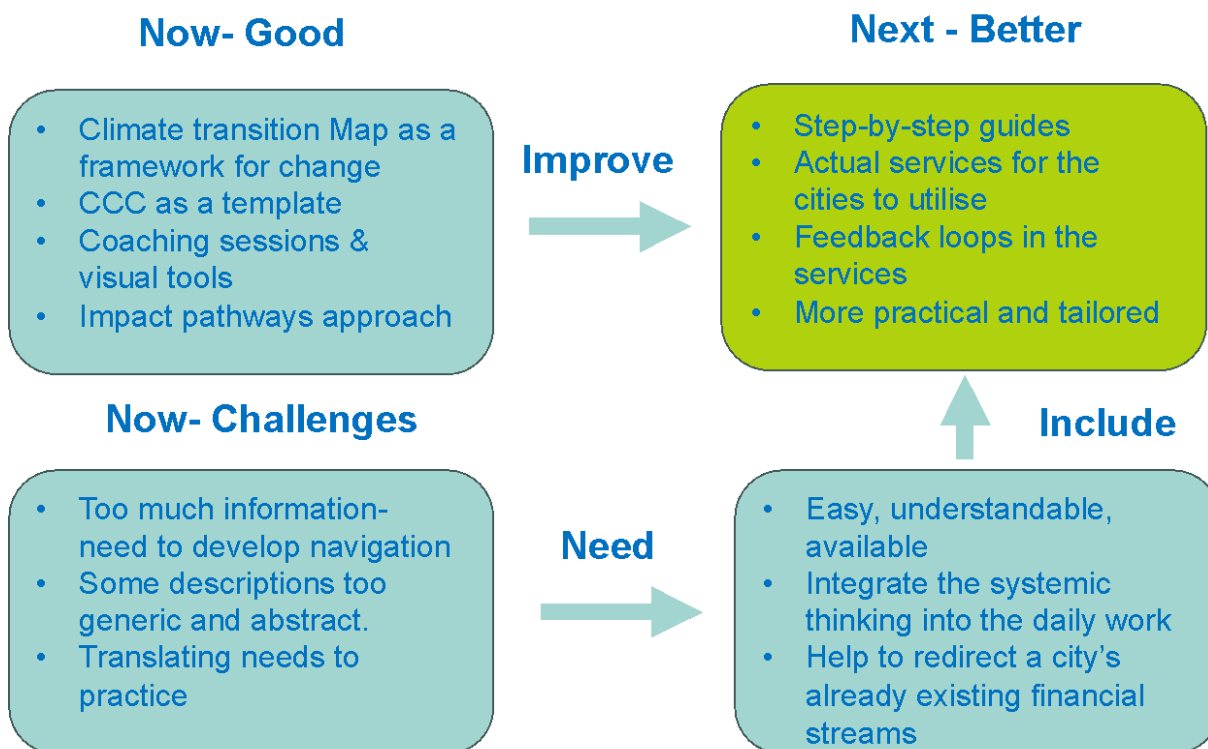 Now- Good
• Climate transition Map as a
framework for change
• CCC as a template
• Coaching sessions &
visual tools
• Impact pathways approach
Improve
Next - Better
• Step-by-step guides
• Actual services for the
cities to utilise
• Feedback loops in the
services
• More practical and tailored
Now- Challenges
• Too much information-
need to develop navigation
• Some descriptions too
generic and abstract.
• Translating needs to
practice
Need
Include
• Easy, understandable,
available
• Integrate the systemic
thinking into the daily work
• Help to redirect a city's
already existing financial
streams